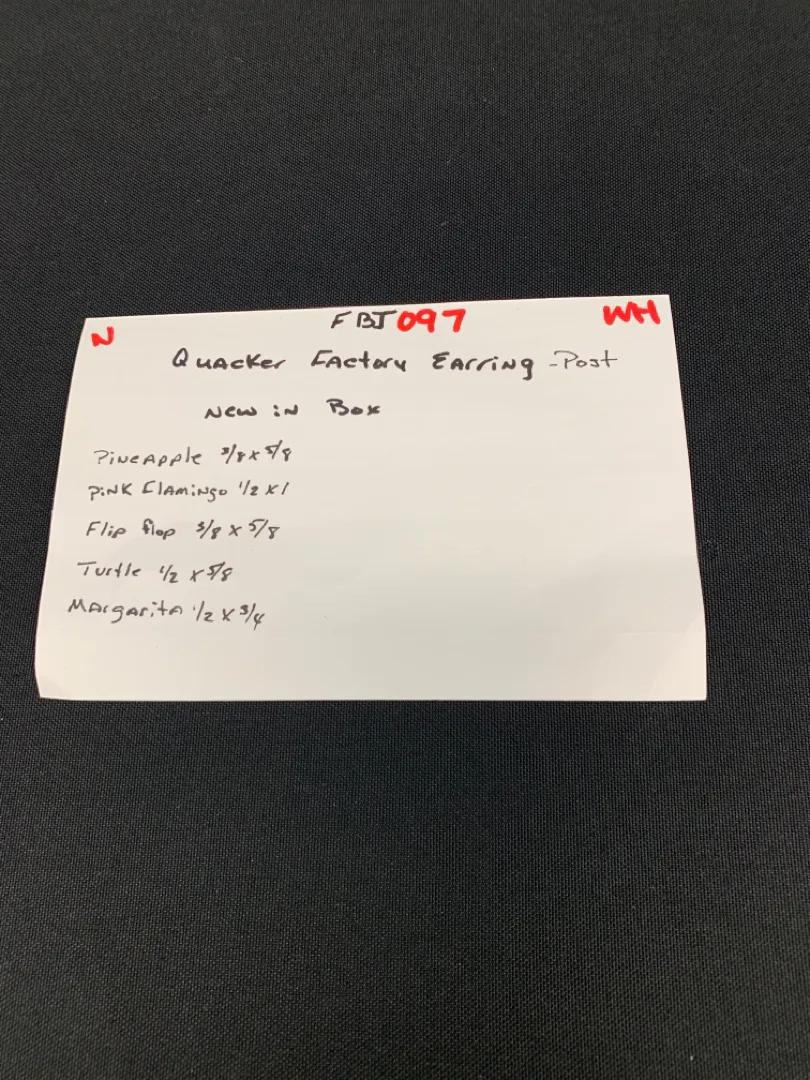 N FBJ097 WH
Quacker Factory Earring - Post
New in Box
Pineapple 3/8 x 5/8
Pink Flamingo 1/2 x 1
Flip flop 3/8 x 5/8
Turtle 1/2 x 5/8
Margarita 1/2 x 3/4